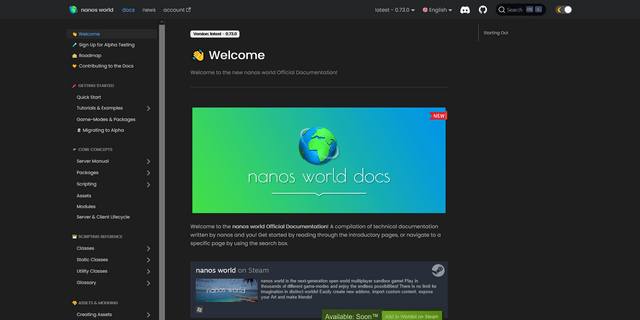 nanos world
docs
news
account
latest - 0.73.0
English
Search
Welcome
Sign Up for Alpha Testing
Roadmap
Contributing to the Docs
GETTING STARTED
Quick Start
Tutorials & Examples
Game-Modes & Packages
Migrating to Alpha
CORE CONCEPTS
Server Manual
Packages
Scripting
Assets
Modules
Server & Client Lifecycle
SCRIPTING REFERENCE
Classes
Static Classes
Utility Classes
Glossary
ASSETS & MODDING
Creating Assets
Version: latest - 0.73.0
Welcome
Welcome to the new nanos world Official Documentation!
NEW
nanos world docs
Welcome to the nanos world Official Documentation! A compilation of technical documentation
written by nanos and you! Get started by reading through the introductory pages, or navigate to a
specific page by using the search box.
nanos world on Steam
nanos world
nanos world is the next-generation open world multiplayer sandbox game! Play in
thousands of different game-modes and enjoy the endless possibilities! There is no limit for
imagination in distinct worlds! Easily create new addons, import custom content, expose
your Art and make friends!
Available: Soon™
Add to Wishlist on Steam
Starting Out